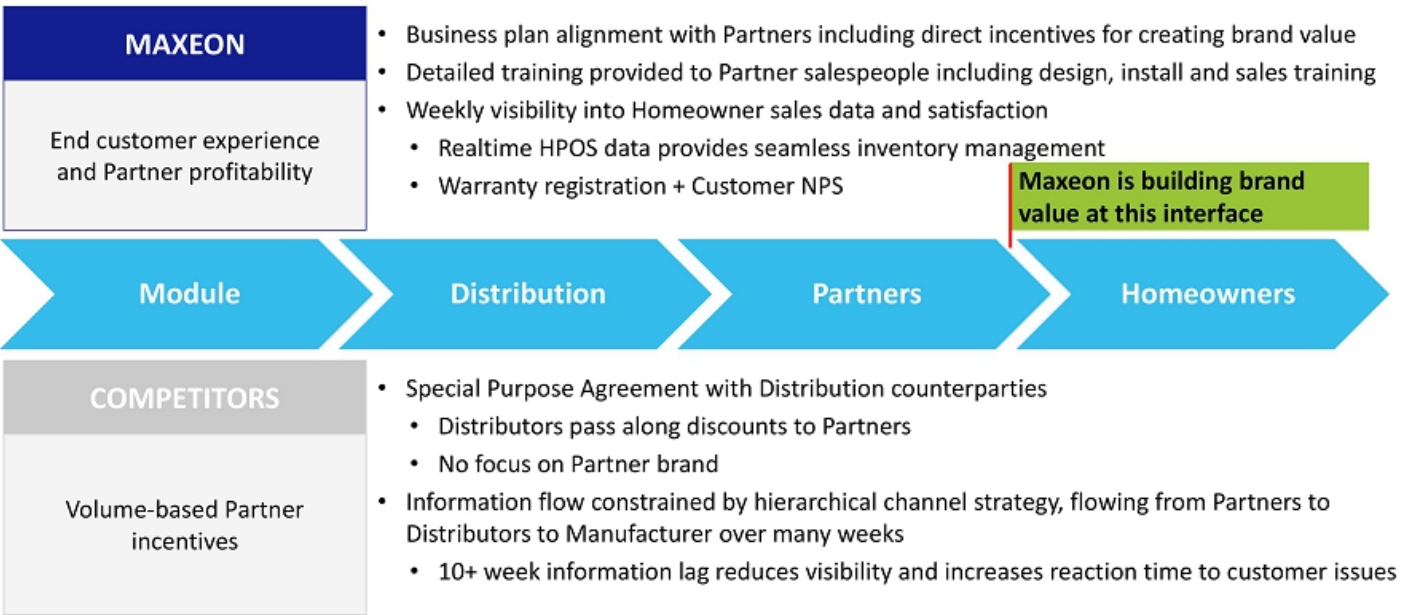 MAXEON
End customer experience
and Partner profitability
• Business plan alignment with Partners including direct incentives for creating brand value
• Detailed training provided to Partner salespeople including design, install and sales training
• Weekly visibility into Homeowner sales data and satisfaction
• Realtime HPOS data provides seamless inventory management
• Warranty registration + Customer NPS
Maxeon is building brand
value at this interface
Module
Distribution
Partners
Homeowners
COMPETITORS
Volume-based Partner
incentives
• Special Purpose Agreement with Distribution counterparties
• Distributors pass along discounts to Partners
• No focus on Partner brand
• Information flow constrained by hierarchical channel strategy, flowing from Partners to
Distributors to Manufacturer over many weeks
• 10+ week information lag reduces visibility and increases reaction time to customer issues